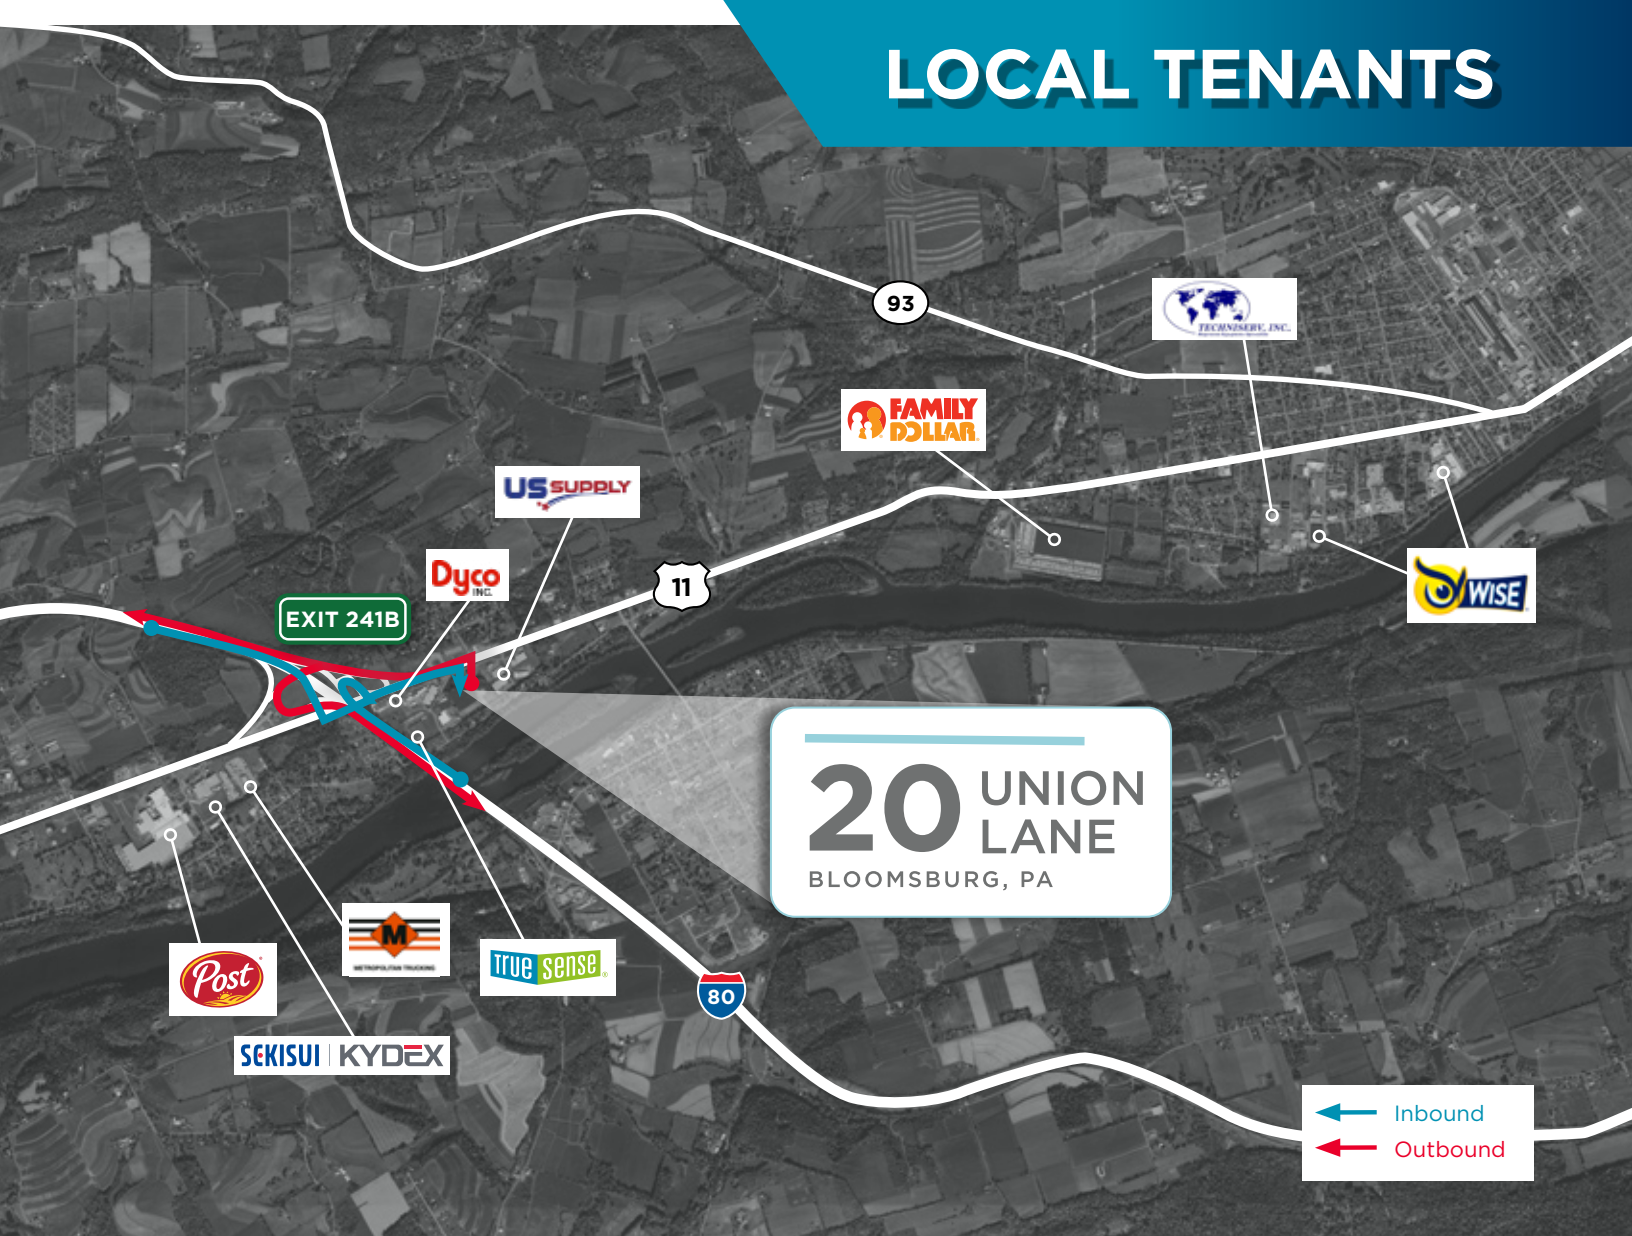 LOCAL TENANTS
93
TECHNISERV, INC.
FAMILY
DOLLAR
US SUPPLY
Dyco
INC.
11
WISE
EXIT 241B
20 UNION
LANE
BLOOMSBURG, PA
M
METROPOLITAN TRUCKING
Post
TRUE SENSE
80
SEKISUI | KYDEX
Inbound
Outbound